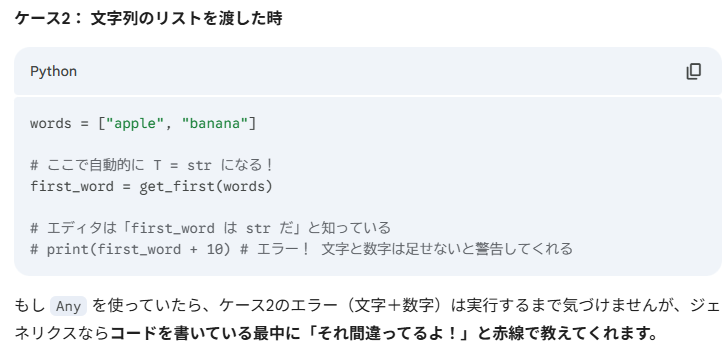 ケース2： 文字列のリストを渡した時
Python
words = ["apple", "banana"]
# ここで自動的に T = str になる！
first_word = get_first(words)
# エディタは「first_word は str だ」と知っている
# print(first_word + 10) # エラー！ 文字と数字は足せないと警告してくれる
もし Any を使っていたら、ケース2のエラー（文字＋数字）は実行するまで気づけませんが、ジェ
ネリクスならコードを書いている最中に「それ間違ってるよ！」と赤線で教えてくれます。